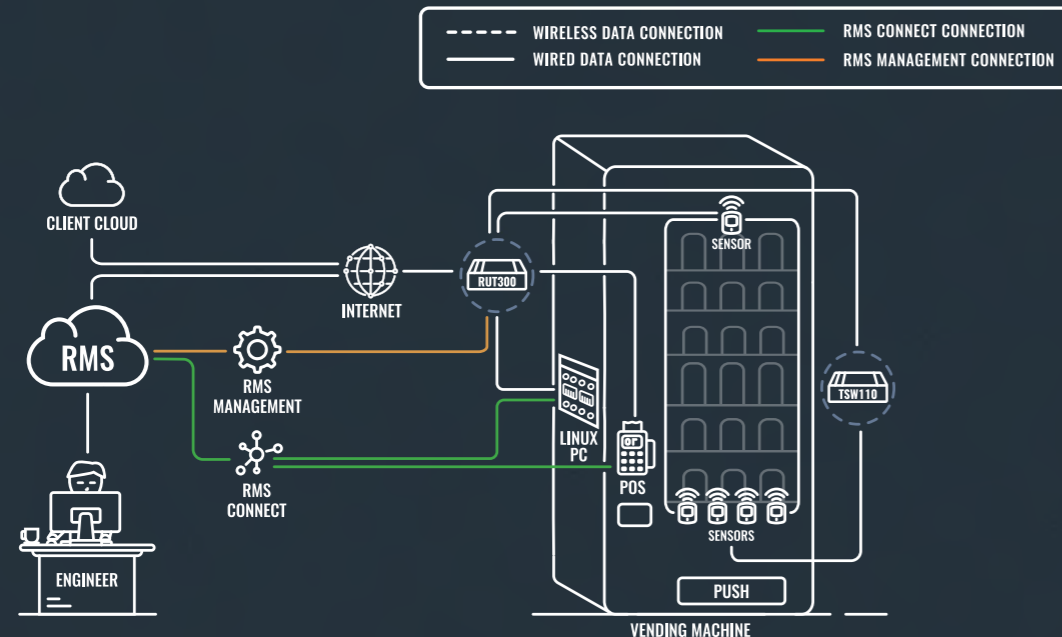 WIRELESS DATA CONNECTION
WIRED DATA CONNECTION
RMS CONNECT CONNECTION
RMS MANAGEMENT CONNECTION
CLIENT CLOUD
INTERNET
RUT300
SENSOR
RMS
RMS
MANAGEMENT
RMS
CONNECT
LINUX
PC
POS
TSW110
SENSORS
ENGINEER
PUSH
VENDING MACHINE